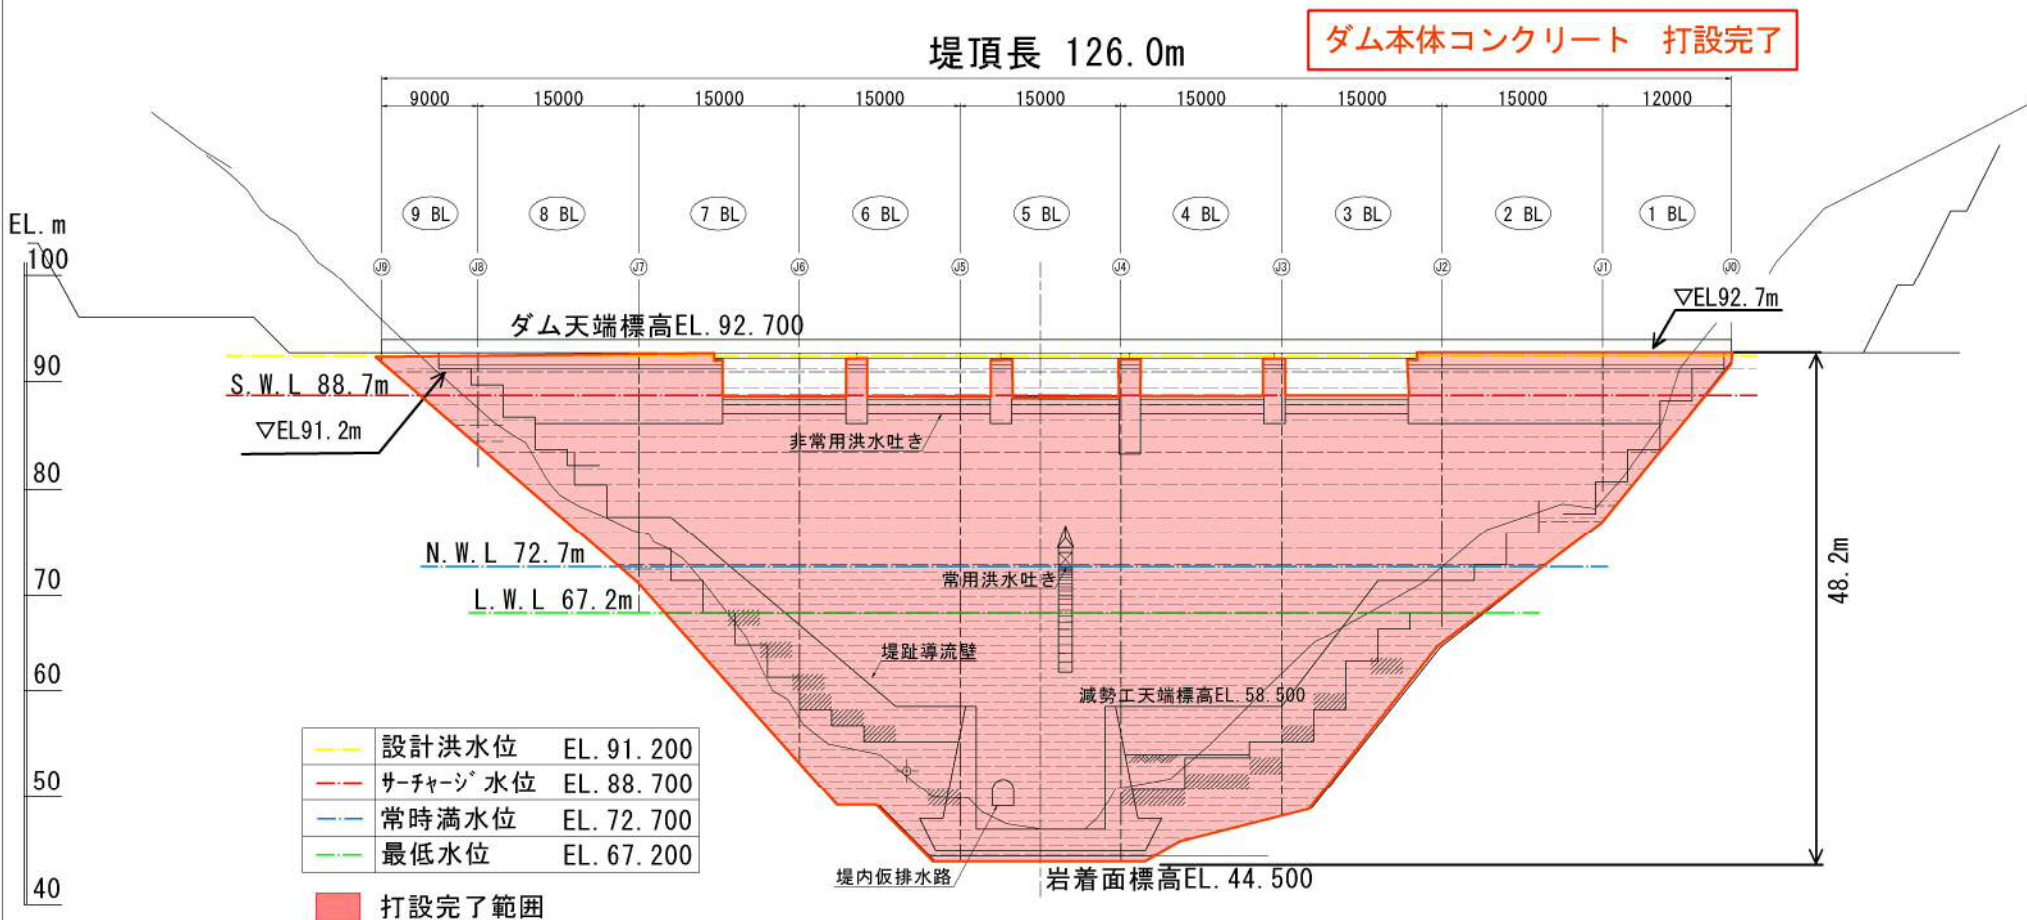 ダム本体コンクリート 打設完了
堤頂長 126.0m
9000 15000 15000 15000 15000 15000 15000 15000 12000
9 BL 8 BL 7 BL 6 BL 5 BL 4 BL 3 BL 2 BL 1 BL
EL.m
J9 J8 J7 J6 J5 J4 J3 J2 J1 J0
100
▽EL92.7m
ダム天端標高EL.92.700
90
S.W.L 88.7m
▽EL91.2m
非常用洪水吐き
80
N.W.L 72.7m
常用洪水吐き
70
L.W.L 67.2m
48.2m
堤趾導流壁
60
減勢工天端標高EL.58.500
設計洪水位 EL.91.200
サーチャージ水位 EL.88.700
50
常時満水位 EL.72.700
最低水位 EL.67.200
堤内仮排水路
岩着面標高EL.44.500
40
打設完了範囲